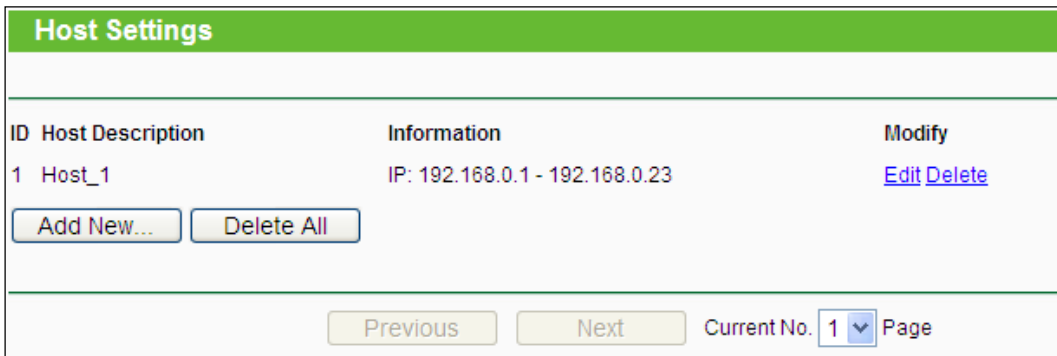 Host Settings
ID Host Description Information Modify
1 Host_1 IP: 192.168.0.1 - 192.168.0.23 Edit Delete
Add New... Delete All
Previous Next Current No. 1 Page